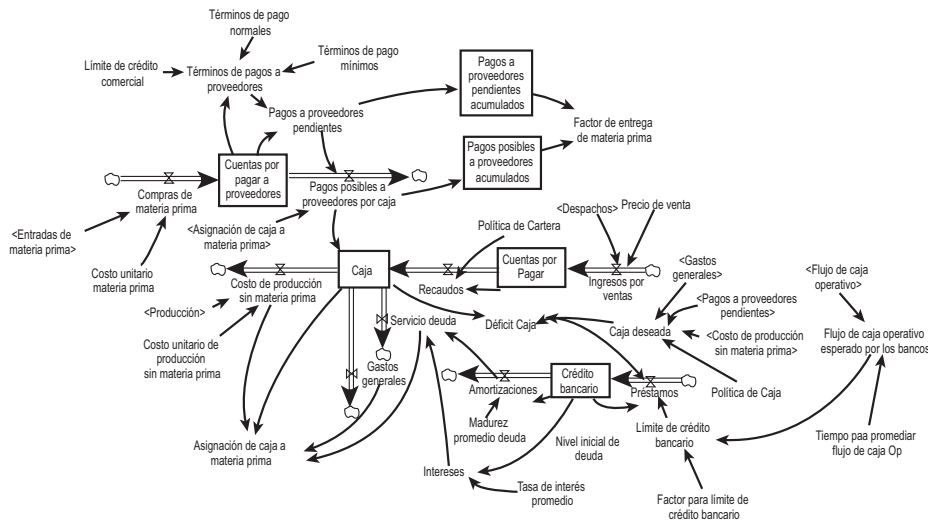 Términos de pago
normales
Términos de pago
mínimos
Límite de crédito
comercial
Términos de pagos a
proveedores
Pagos a
proveedores
pendientes
acumulados
Pagos a proveedores
pendientes
Factor de entrega
de materia prima
Pagos posibles
a proveedores
acumulados
Cuentas por
pagar a
proveedores
Compras de
materia prima
Pagos posibles a
proveedores por caja
<Entradas de
materia prima>
<Asignación de caja a
materia prima>
Costo unitario
materia prima
Política de Cartera
<Despachos>
Precio de venta
Caja
Cuentas por
Pagar
Recaudos
Ingresos por
ventas
<Gastos
generales>
<Flujo de caja
operativo>
Costo de producción
sin materia prima
<Producción>
Costo unitario de
producción
sin materia prima
Servicio deuda
Déficit Caja
Caja deseada
<Pagos a proveedores
pendientes>
<Costo de producción
sin materia prima>
Flujo de caja operativo
esperado por los bancos
Gastos
generales
Amortizaciones
Crédito
bancario
Préstamos
Política de Caja
Madurez
promedio deuda
Nivel inicial de
deuda
Límite de crédito
bancario
Tiempo paa promediar
flujo de caja Op
Asignación de caja a
materia prima
Intereses
Tasa de interés
promedio
Factor para límite de
crédito bancario